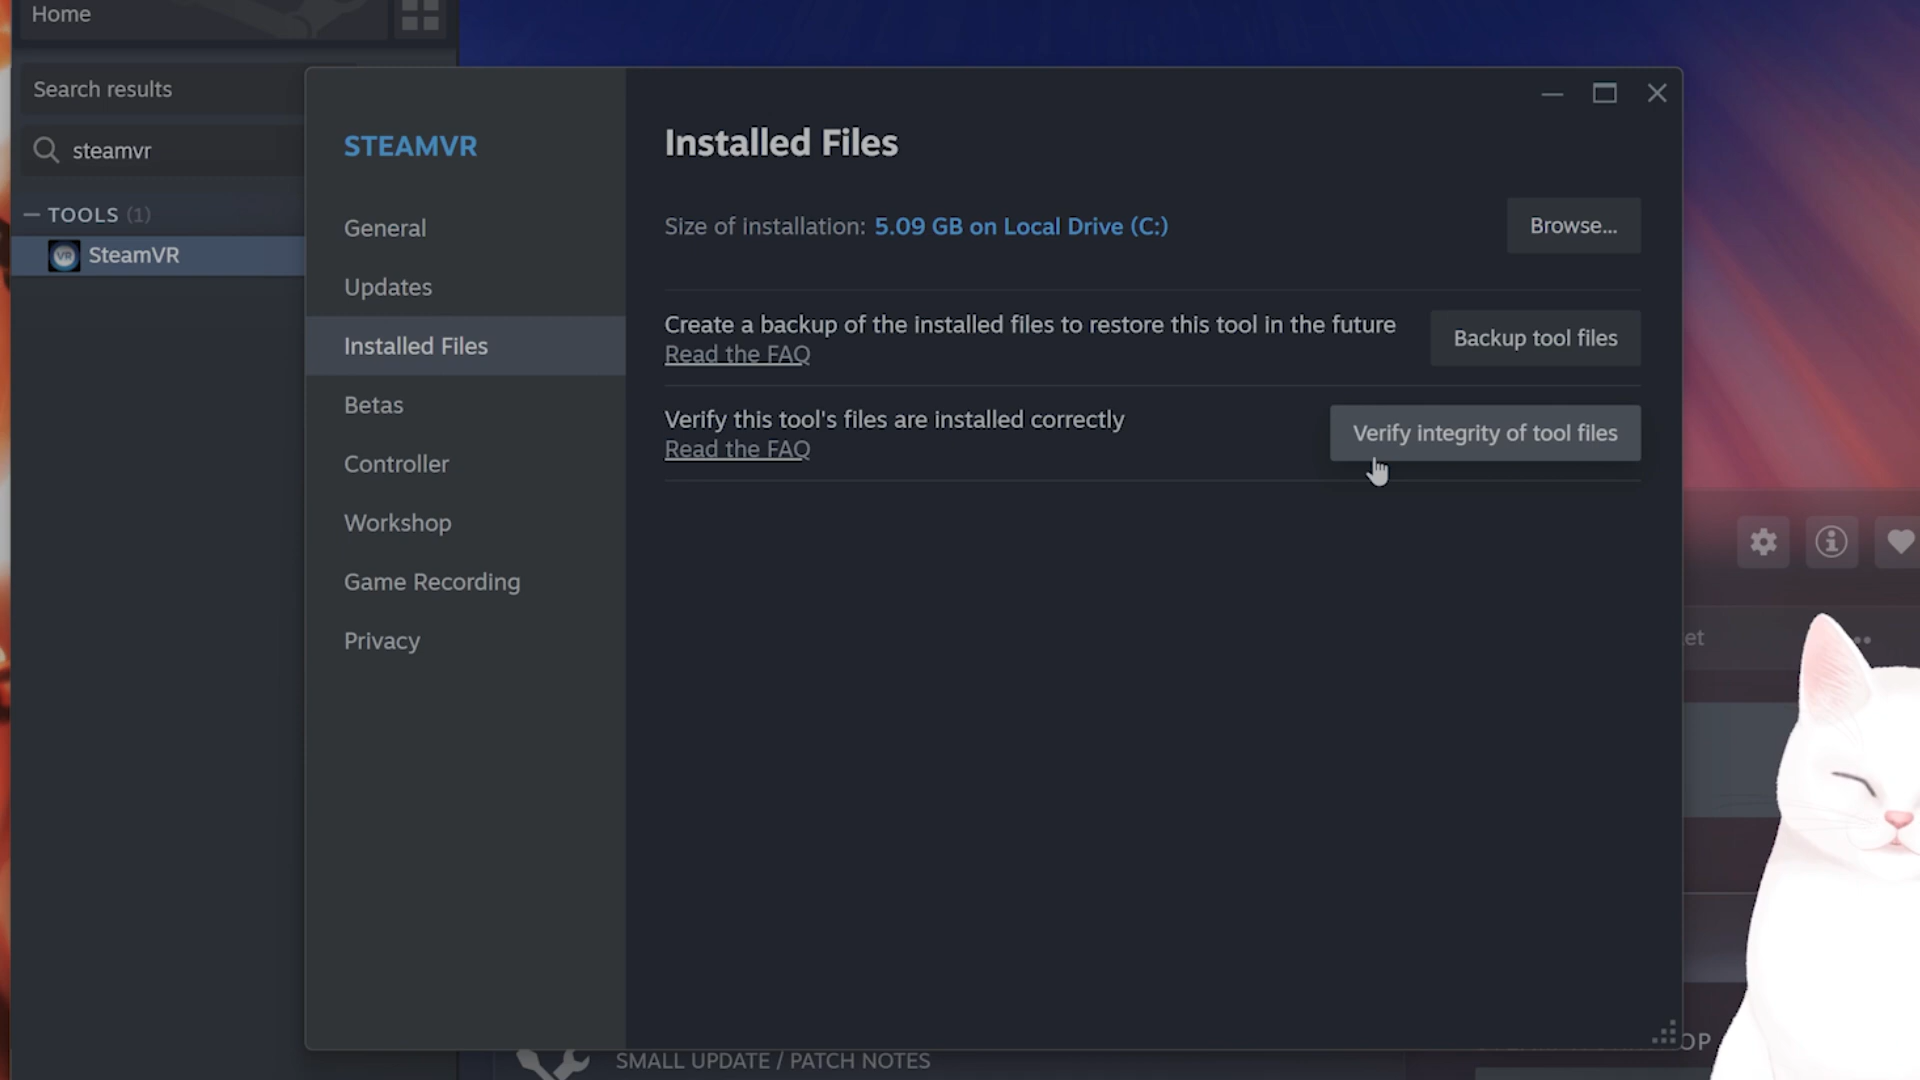 Home
Search results
steamvr
TOOLS (1)
VR
SteamVR
STEAMVR
General
Updates
Installed Files
Betas
Controller
Workshop
Game Recording
Privacy
Installed Files
Size of installation: 5.09 GB on Local Drive (C:)
Browse...
Create a backup of the installed files to restore this tool in the future
Read the FAQ
Backup tool files
Verify this tool's files are installed correctly
Read the FAQ
Verify integrity of tool files
et
OP
SMALL UPDATE / PATCH NOTES